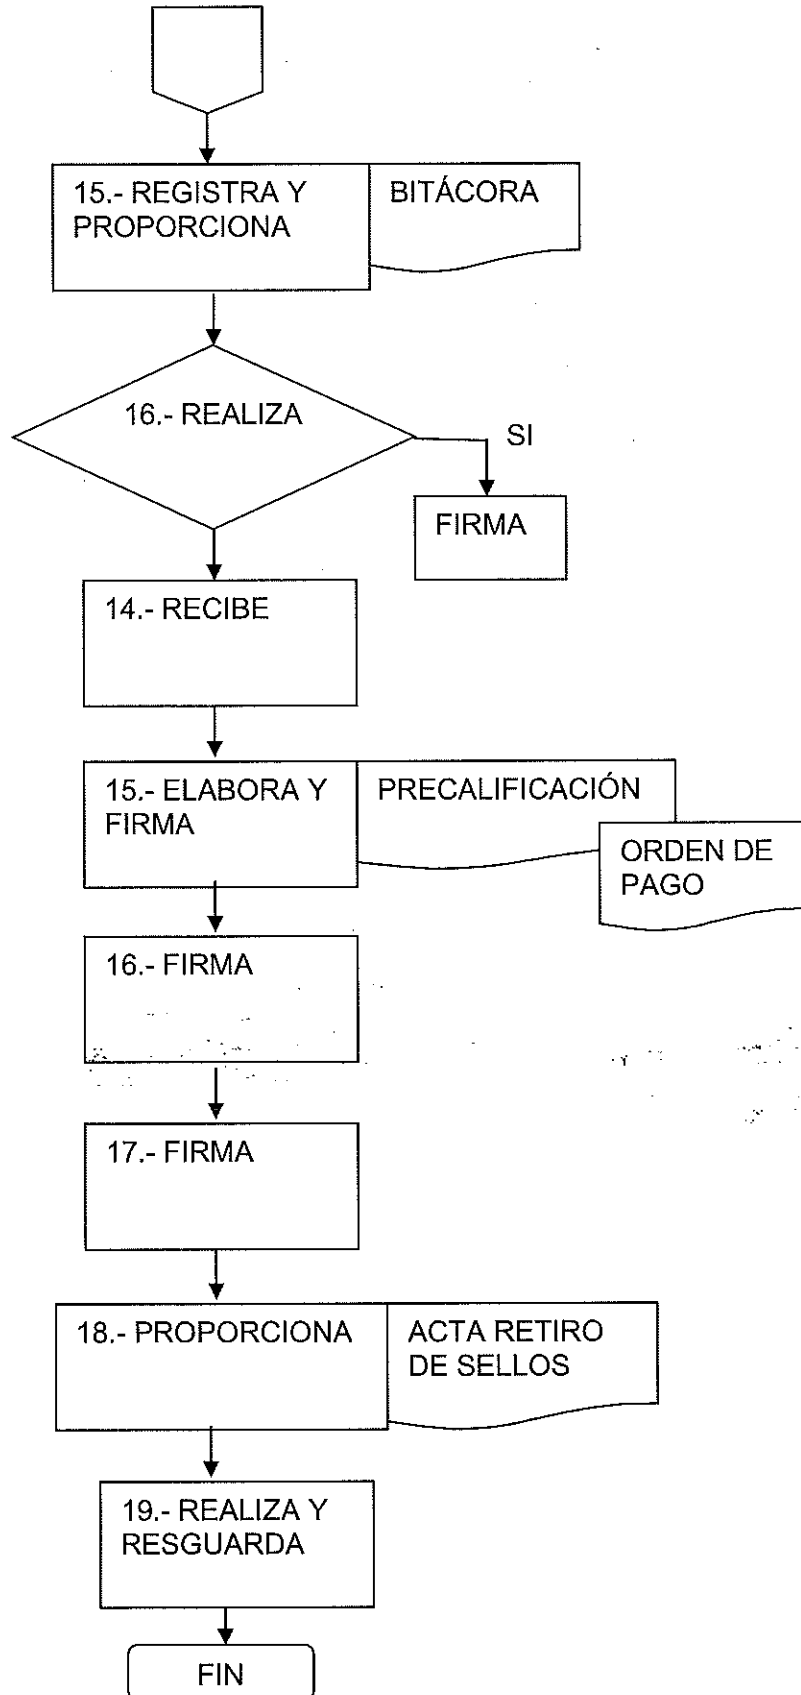 15.- REGISTRA Y
PROPORCIONA
BITÁCORA
16.- REALIZA
SI
FIRMA
14.- RECIBE
15.- ELABORA Y
FIRMA
PRECALIFICACIÓN
ORDEN DE
PAGO
16.- FIRMA
17.- FIRMA
18.- PROPORCIONA
ACTA RETIRO
DE SELLOS
19.- REALIZA Y
RESGUARDA
FIN